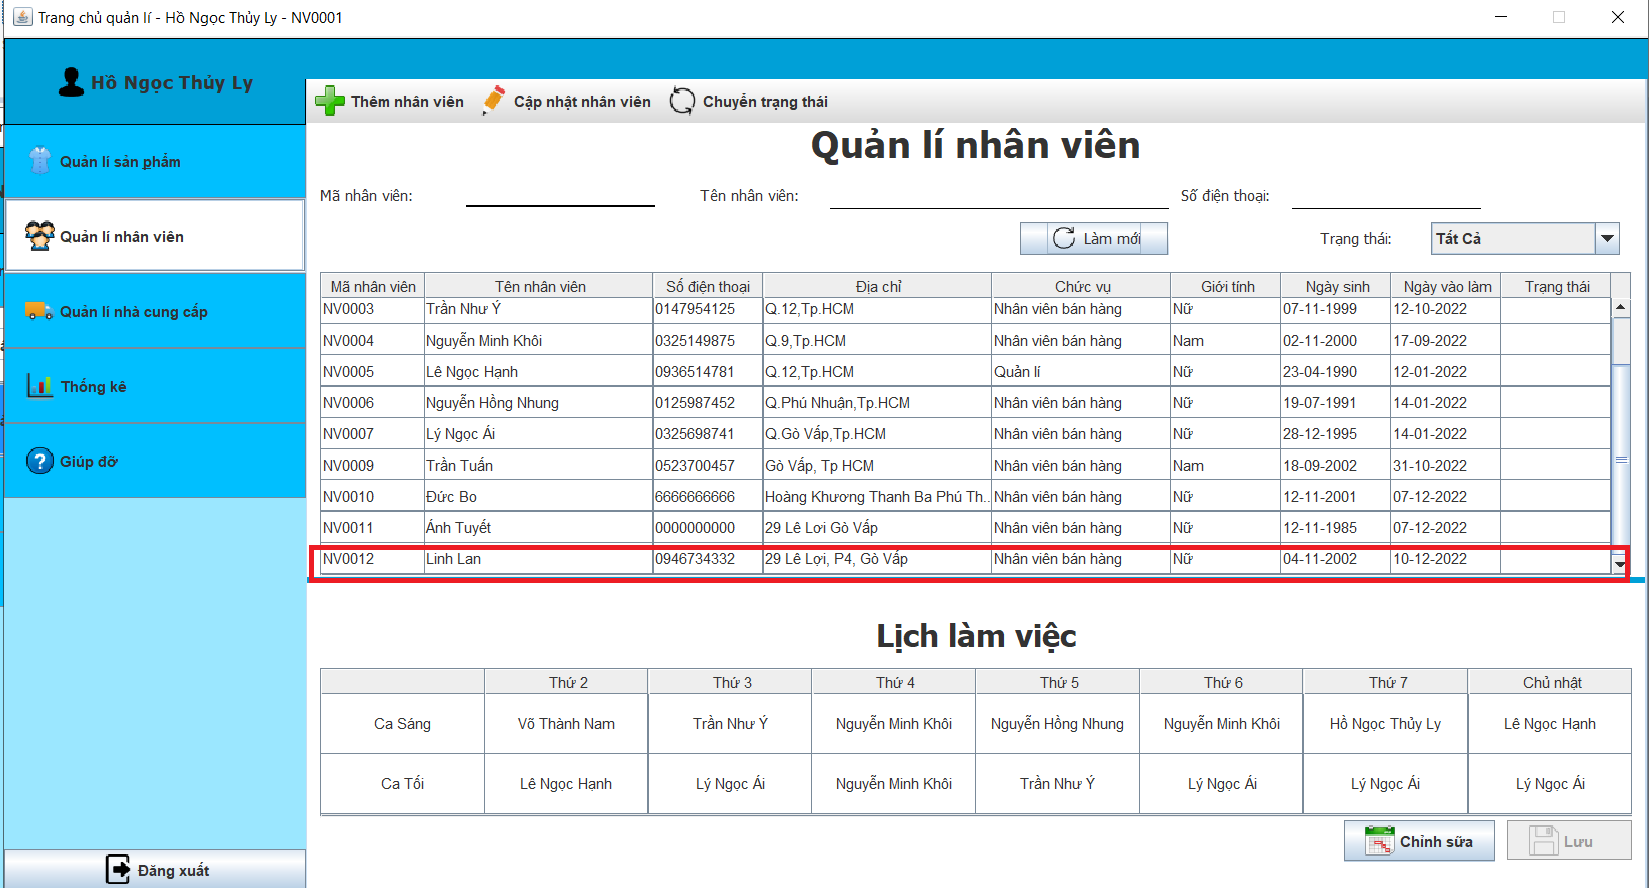 Trang chủ quản lí - Hồ Ngọc Thủy Ly - NV0001
Hồ Ngọc Thủy Ly
Quản lí sản phẩm
Quản lí nhân viên
Quản lí nhà cung cấp
Thống kê
Giúp đỡ
Đăng xuất
Thêm nhân viên Cập nhật nhân viên Chuyển trạng thái
Quản lí nhân viên
Mã nhân viên: Tên nhân viên: Số điện thoại:
Làm mới Trạng thái: Tất Cả
Mã nhân viên Tên nhân viên Số điện thoại Địa chỉ Chức vụ Giới tính Ngày sinh Ngày vào làm Trạng thái
NV0003 Trần Như Ý 0147954125 Q.12,Tp.HCM Nhân viên bán hàng Nữ 07-11-1999 12-10-2022
NV0004 Nguyễn Minh Khôi 0325149875 Q.9,Tp.HCM Nhân viên bán hàng Nam 02-11-2000 17-09-2022
NV0005 Lê Ngọc Hạnh 0936514781 Q.12,Tp.HCM Quản lí Nữ 23-04-1990 12-01-2022
NV0006 Nguyễn Hồng Nhung 0125987452 Q.Phú Nhuận,Tp.HCM Nhân viên bán hàng Nữ 19-07-1991 14-01-2022
NV0007 Lý Ngọc Ái 0325698741 Q.Gò Vấp,Tp.HCM Nhân viên bán hàng Nữ 28-12-1995 14-01-2022
NV0009 Trần Tuấn 0523700457 Gò Vấp, Tp HCM Nhân viên bán hàng Nam 18-09-2002 31-10-2022
NV0010 Đức Bo 6666666666 Hoàng Khương Thanh Ba Phú Th... Nhân viên bán hàng Nữ 12-11-2001 07-12-2022
NV0011 Ánh Tuyết 0000000000 29 Lê Lơi Gò Vấp Nhân viên bán hàng Nữ 12-11-1985 07-12-2022
NV0012 Linh Lan 0946734332 29 Lê Lợi, P4, Gò Vấp Nhân viên bán hàng Nữ 04-11-2002 10-12-2022
Lịch làm việc
Thứ 2 Thứ 3 Thứ 4 Thứ 5 Thứ 6 Thứ 7 Chủ nhật
Ca Sáng Võ Thành Nam Trần Như Ý Nguyễn Minh Khôi Nguyễn Hồng Nhung Nguyễn Minh Khôi Hồ Ngọc Thủy Ly Lê Ngọc Hạnh
Ca Tối Lê Ngọc Hạnh Lý Ngọc Ái Nguyễn Minh Khôi Trần Như Ý Lý Ngọc Ái Lý Ngọc Ái Lý Ngọc Ái
Chỉnh sữa Lưu